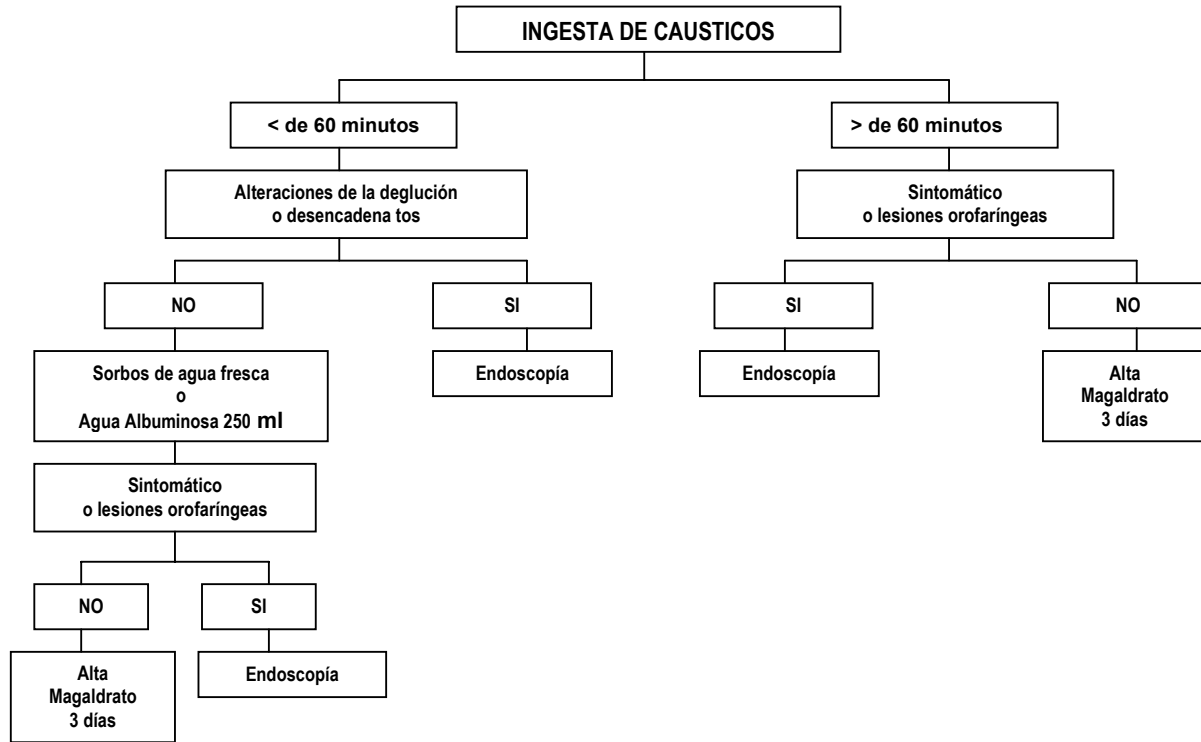 INGESTA DE CAUSTICOS
< de 60 minutos
> de 60 minutos
Alteraciones de la deglución
o desencadena tos
Sintomático
o lesiones orofaríngeas
NO
SI
SI
NO
Sorbos de agua fresca
o
Agua Albuminosa 250 ml
Endoscopía
Endoscopía
Alta
Magaldrato
3 días
Sintomático
o lesiones orofaríngeas
NO
SI
Alta
Magaldrato
3 días
Endoscopía